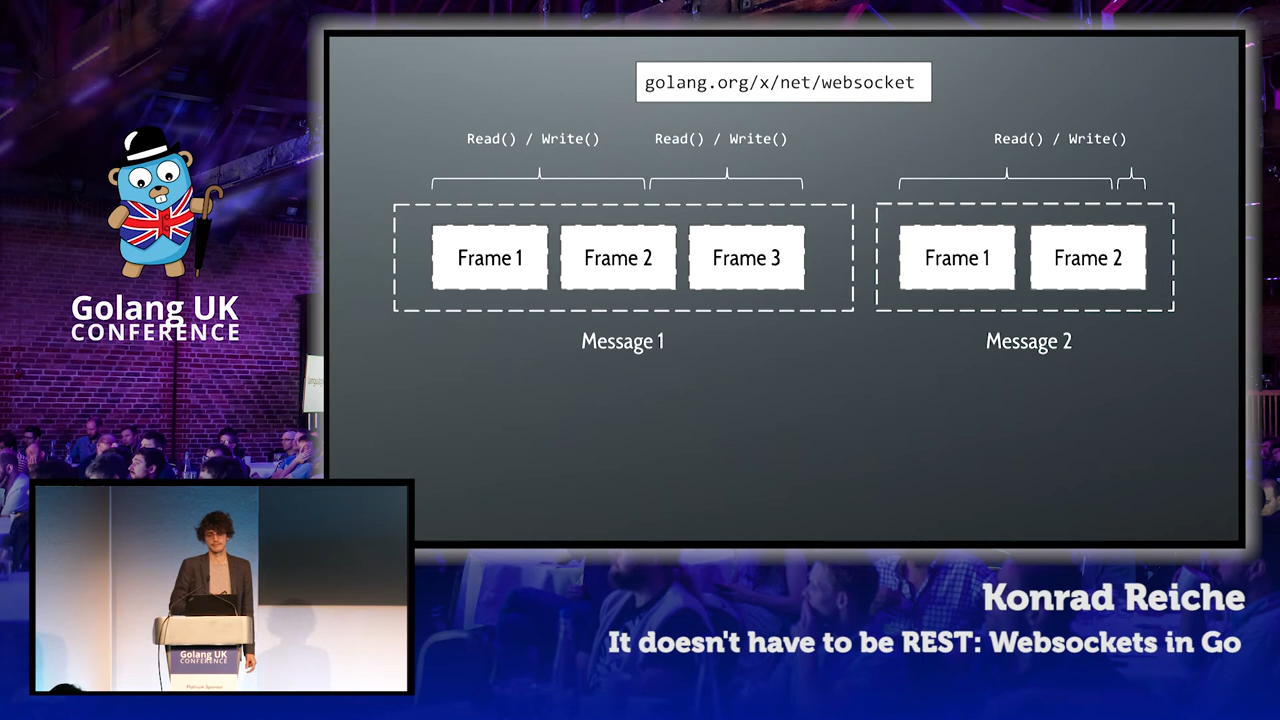 golang.org/x/net/websocket
Read() / Write() Read() / Write() Read() / Write()
Frame 1 Frame 2 Frame 3 Frame 1 Frame 2
Message 1 Message 2
Golang UK
CONFERENCE
Golang UK
CONFERENCE
Platinum Sponsor
Konrad Reiche
It doesn't have to be REST: Websockets in Go